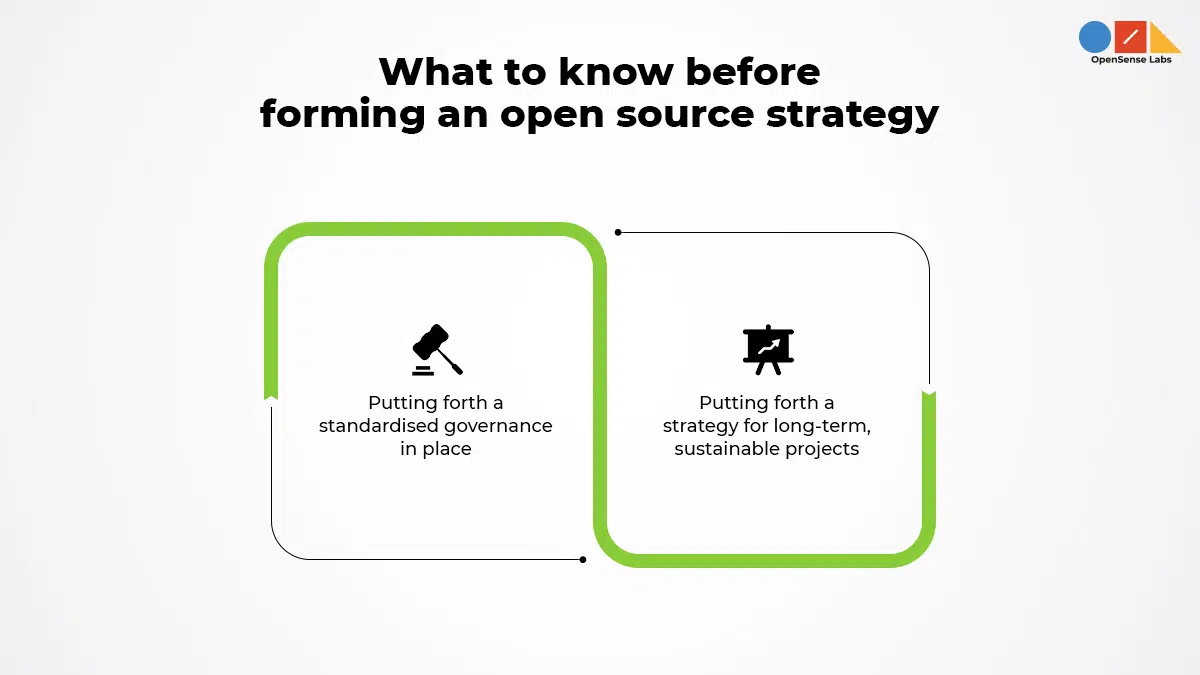 OpenSense Labs
What to know before
forming an open source strategy
Putting forth a
standardised governance
in place
Putting forth a
strategy for long-term,
sustainable projects